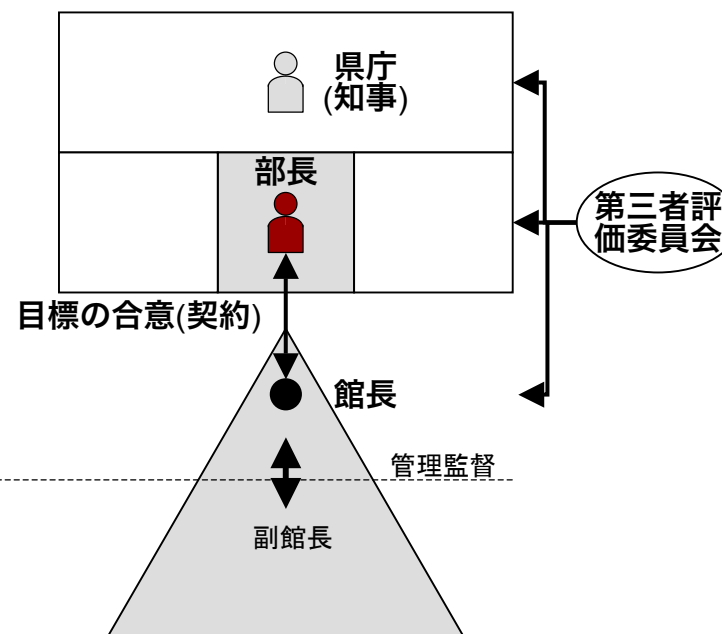 県庁
(知事)
部長
第三者評
価委員会
目標の合意(契約)
館長
管理監督
副館長